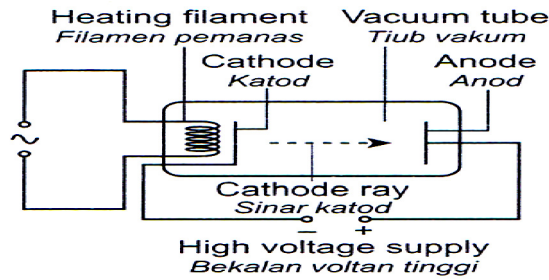 Heating filament
Filamen pemanas
Vacuum tube
Tiub vakum
Cathode
Katod
Anode
Anod
~
Cathode ray
Sinar katod
− +
High voltage supply
Bekalan voltan tinggi